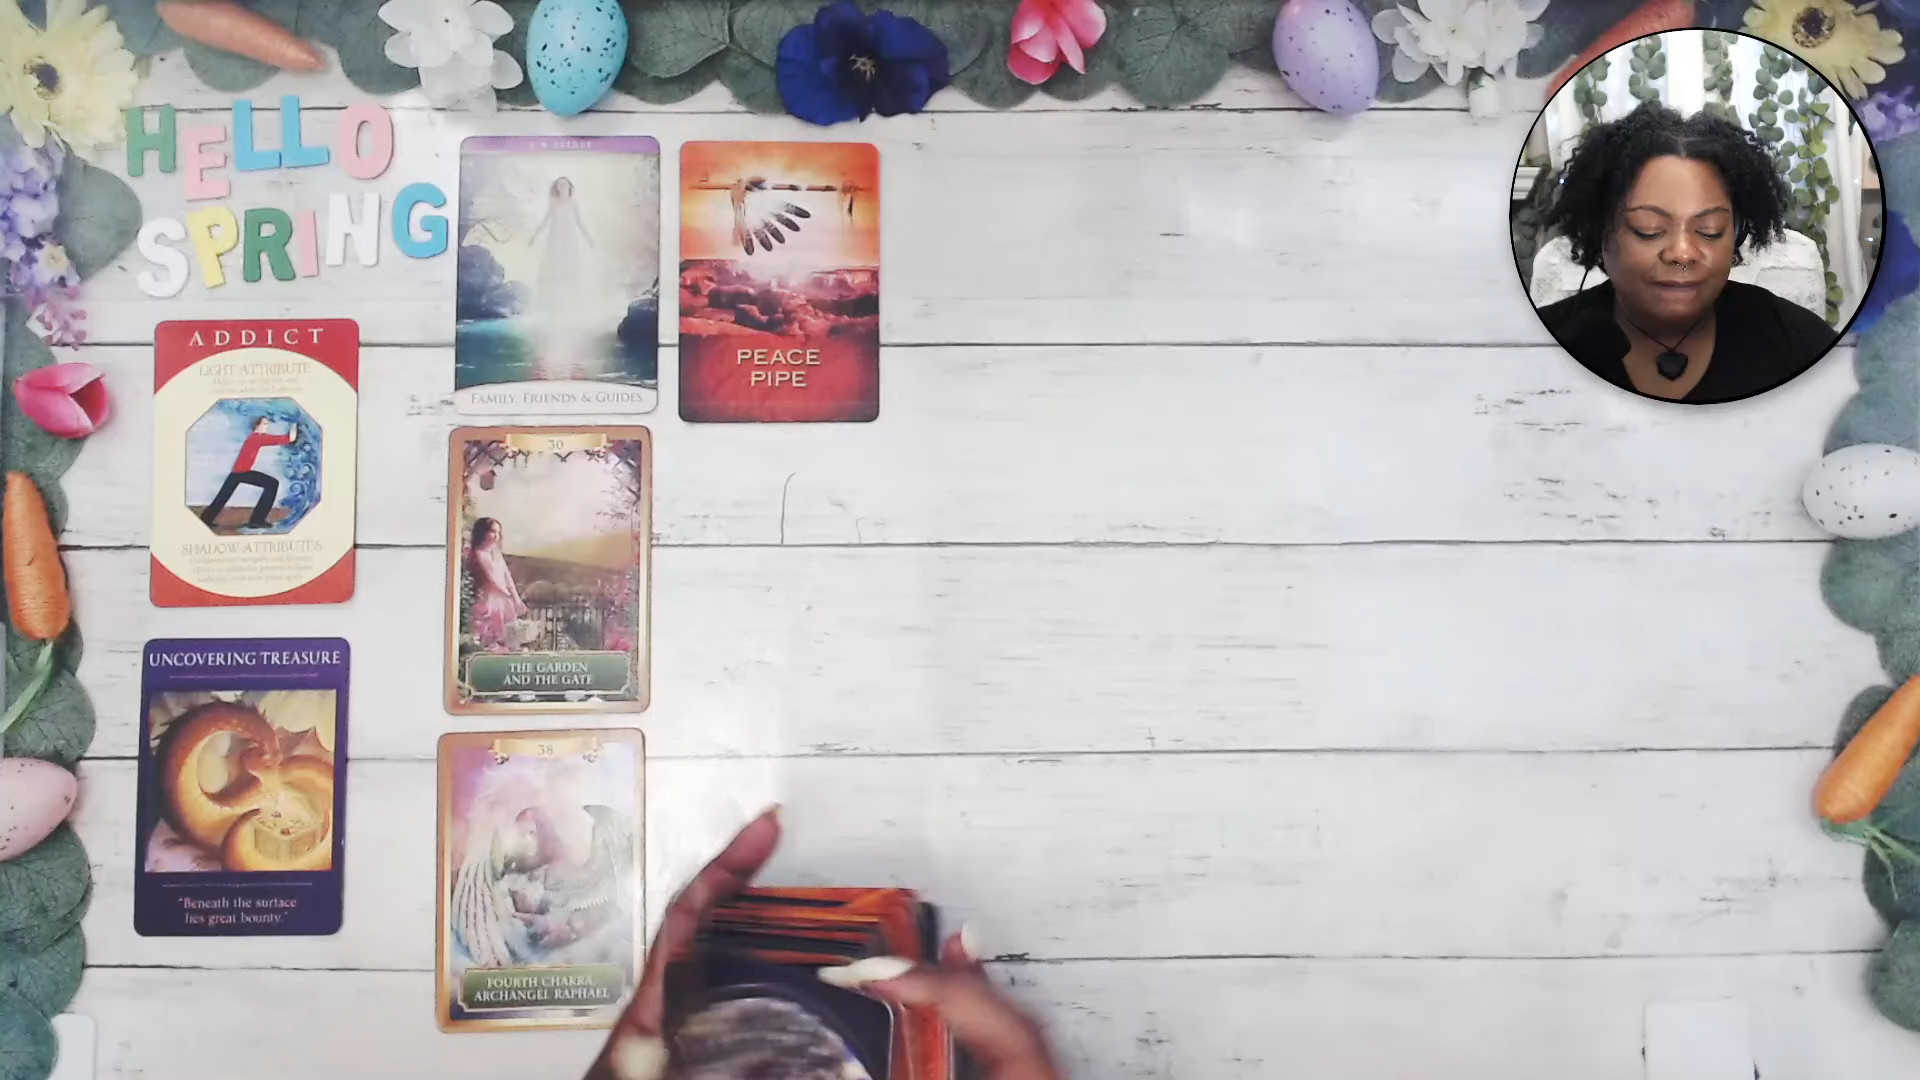 HELLO
SPRING
ADDICT
LIGHT ATTRIBUTE
SHADOW ATTRIBUTES
UNCOVERING TREASURE
"Beneath the surface
lies great bounty."
FAMILY, FRIENDS & GUIDES
30
THE GARDEN
AND THE GATE
38
FOURTH CHAKRA,
ARCHANGEL RAPHAEL
PEACE
PIPE